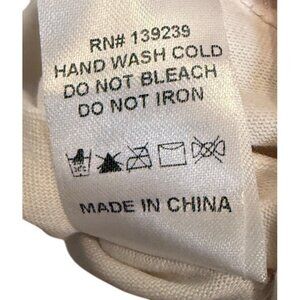 RN# 139239
HAND WASH COLD
DO NOT BLEACH
DO NOT IRON
MADE IN CHINA